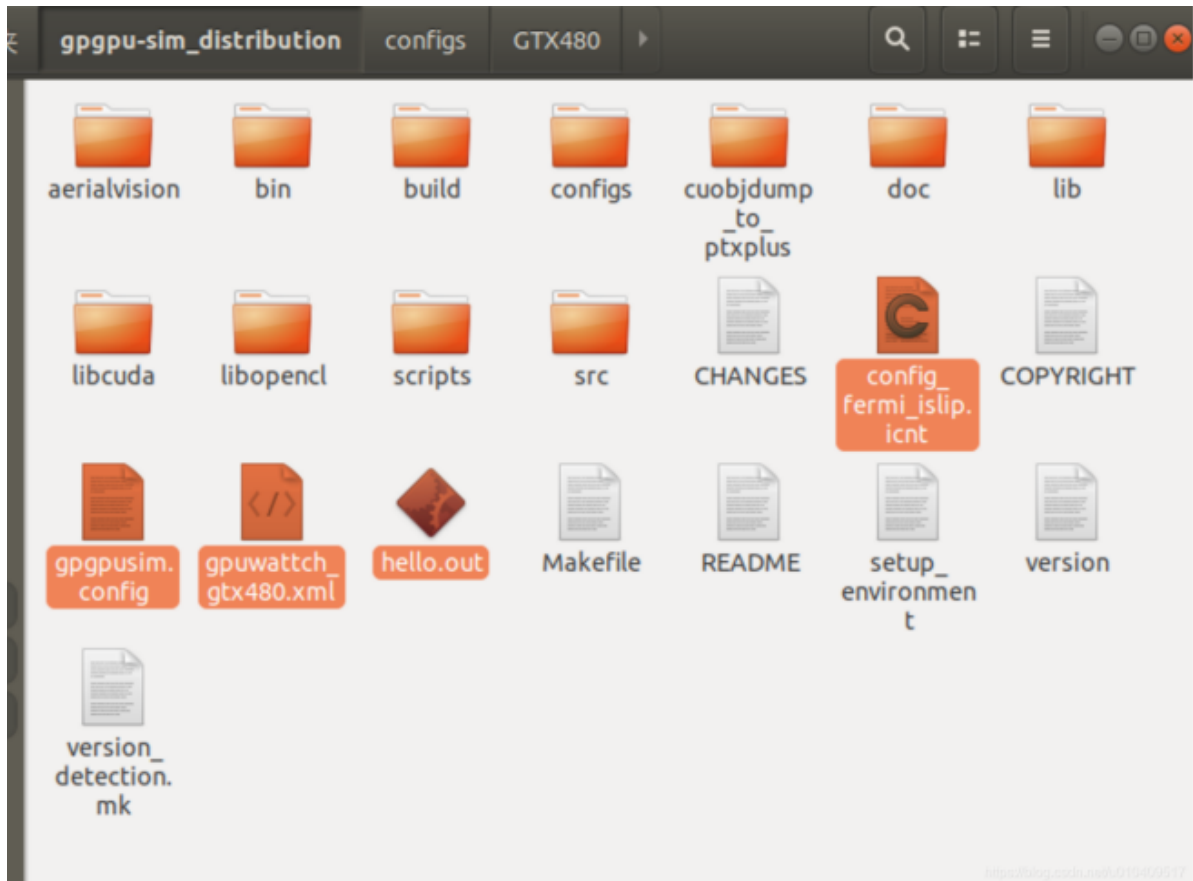 gpgpu-sim_distribution configs GTX480
aerialvision bin build configs cuobjdump doc lib
_to_
ptxplus
libcuda libopencl scripts src CHANGES config_ COPYRIGHT
fermi_islip.
icnt
gpgpusim. gpuwattch_ hello.out Makefile README setup_ version
config gtx480.xml environmen
t
version_
detection.
mk